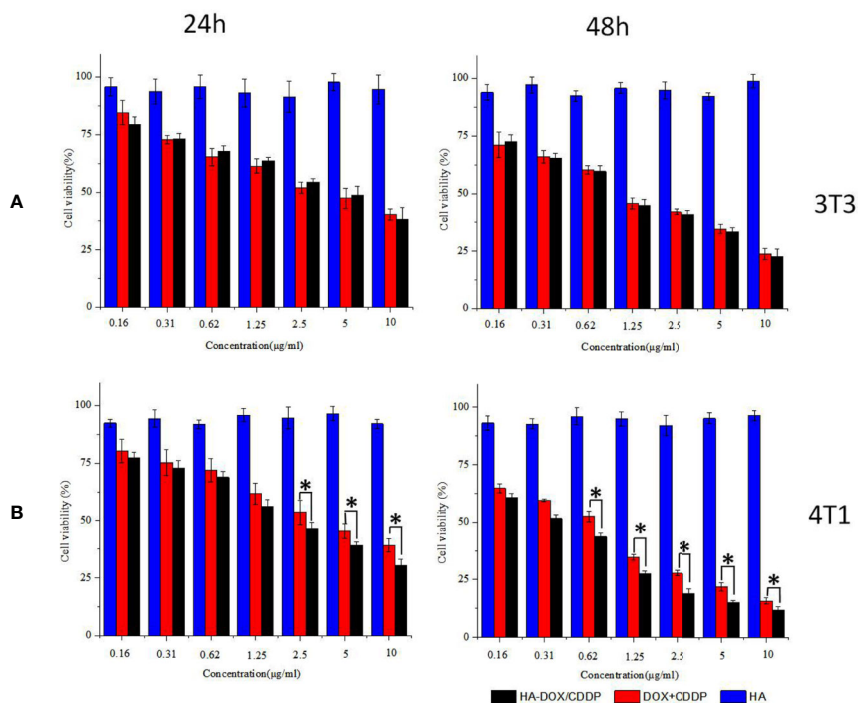 24h 48h
100
75
50
25
0
Cell viability(%)
0.16 0.31 0.62 1.25 2.5 5 10
Concentration(µg/ml)
A
100
75
50
25
0
Cell viability(%)
0.16 0.31 0.62 1.25 2.5 5 10
Concentration(µg/ml)
3T3
100
75
50
25
0
Cell viability (%)
* * *
0.16 0.31 0.62 1.25 2.5 5 10
Concentration(µg/ml)
B
100
75
50
25
0
Cell viability (%)
* * * * *
0.16 0.31 0.62 1.25 2.5 5 10
Concentration(µg/ml)
4T1
HA-DOX/CDDP DOX+CDDP HA